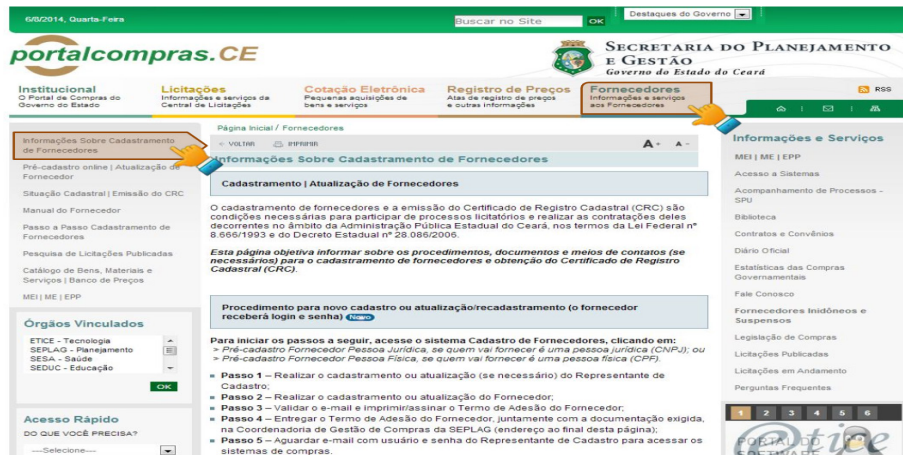 6/8/2014, Quarta-Feira
Buscar no Site
OK
Destaques do Governo
portalcompras.CE
SECRETARIA DO PLANEJAMENTO
E GESTÃO
Governo do Estado do Ceará
Institucional
O Portal de Compras do
Governo do Estado
Licitações
Informações e serviços da
Central de Licitações
Cotação Eletrônica
Pequenas aquisições de
bens e serviços
Registro de Preços
Atas de registro de preços
e outras informações
Fornecedores
Informações e serviços
aos Fornecedores
RSS
Informações Sobre Cadastramento
de Fornecedores
Pré-cadastro online | Atualização de
Fornecedor
Situação Cadastral | Emissão do CRC
Manual do Fornecedor
Passo a Passo Cadastramento de
Fornecedores
Pesquisa de Licitações Publicadas
Catálogo de Bens, Materiais e
Serviços | Banco de Preços
MEI | ME | EPP
Órgãos Vinculados
ETICE - Tecnologia
SEPLAG - Planejamento
SESA - Saúde
SEDUC - Educação
OK
Acesso Rápido
DO QUE VOCÊ PRECISA?
----Selecione----
Página Inicial / Fornecedores
VOLTAR IMPRIMIR A+ A-
Informações Sobre Cadastramento de Fornecedores
Cadastramento | Atualização de Fornecedores
O cadastramento de fornecedores e a emissão do Certificado de Registro Cadastral (CRC) são
condições necessárias para participar de processos licitatórios e realizar as contratações deles
decorrentes no âmbito da Administração Pública Estadual do Ceará, nos termos da Lei Federal nº
8.666/1993 e do Decreto Estadual nº 28.086/2006.
Esta página objetiva informar sobre os procedimentos, documentos e meios de contatos (se
necessários) para o cadastramento de fornecedores e obtenção do Certificado de Registro
Cadastral (CRC).
Procedimento para novo cadastro ou atualização/recadastramento (o fornecedor
receberá login e senha) Novo
Para iniciar os passos a seguir, acesse o sistema Cadastro de Fornecedores, clicando em:
> Pré-cadastro Fornecedor Pessoa Jurídica, se quem vai fornecer é uma pessoa jurídica (CNPJ); ou
> Pré-cadastro Fornecedor Pessoa Física, se quem vai fornecer é uma pessoa física (CPF).
Passo 1 – Realizar o cadastramento ou atualização (se necessário) do Representante de
Cadastro;
Passo 2 – Realizar o cadastramento ou atualização do Fornecedor;
Passo 3 – Validar o e-mail e imprimir/assinar o Termo de Adesão do Fornecedor;
Passo 4 – Entregar o Termo de Adesão do Fornecedor, juntamente com a documentação exigida,
na Coordenadoria de Gestão de Compras da SEPLAG (endereço ao final desta página);
Passo 5 – Aguardar e-mail com usuário e senha do Representante de Cadastro para acessar os
sistemas de compras.
Informações e Serviços
MEI | ME | EPP
Acesso a Sistemas
Acompanhamento de Processos -
SPU
Biblioteca
Contratos e Convênios
Diário Oficial
Estatísticas das Compras
Governamentais
Fale Conosco
Fornecedores Inidôneos e
Suspensos
Legislação de Compras
Licitações Publicadas
Licitações em Andamento
Perguntas Frequentes
1 2 3 4 5 6
PORTAL DO
SOFTWARE